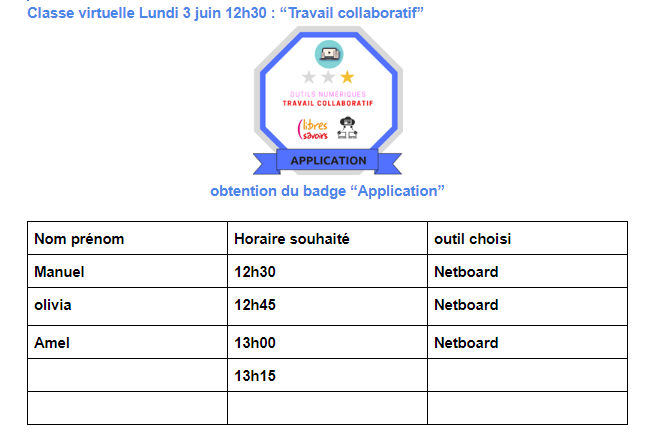 Classe virtuelle Lundi 3 juin 12h30 : “Travail collaboratif”
OUTILS NUMÉRIQUES
TRAVAIL COLLABORATIF
libres
savoirs
APPLICATION
obtention du badge “Application”
Nom prénom Horaire souhaité outil choisi
Manuel 12h30 Netboard
olivia 12h45 Netboard
Amel 13h00 Netboard
13h15